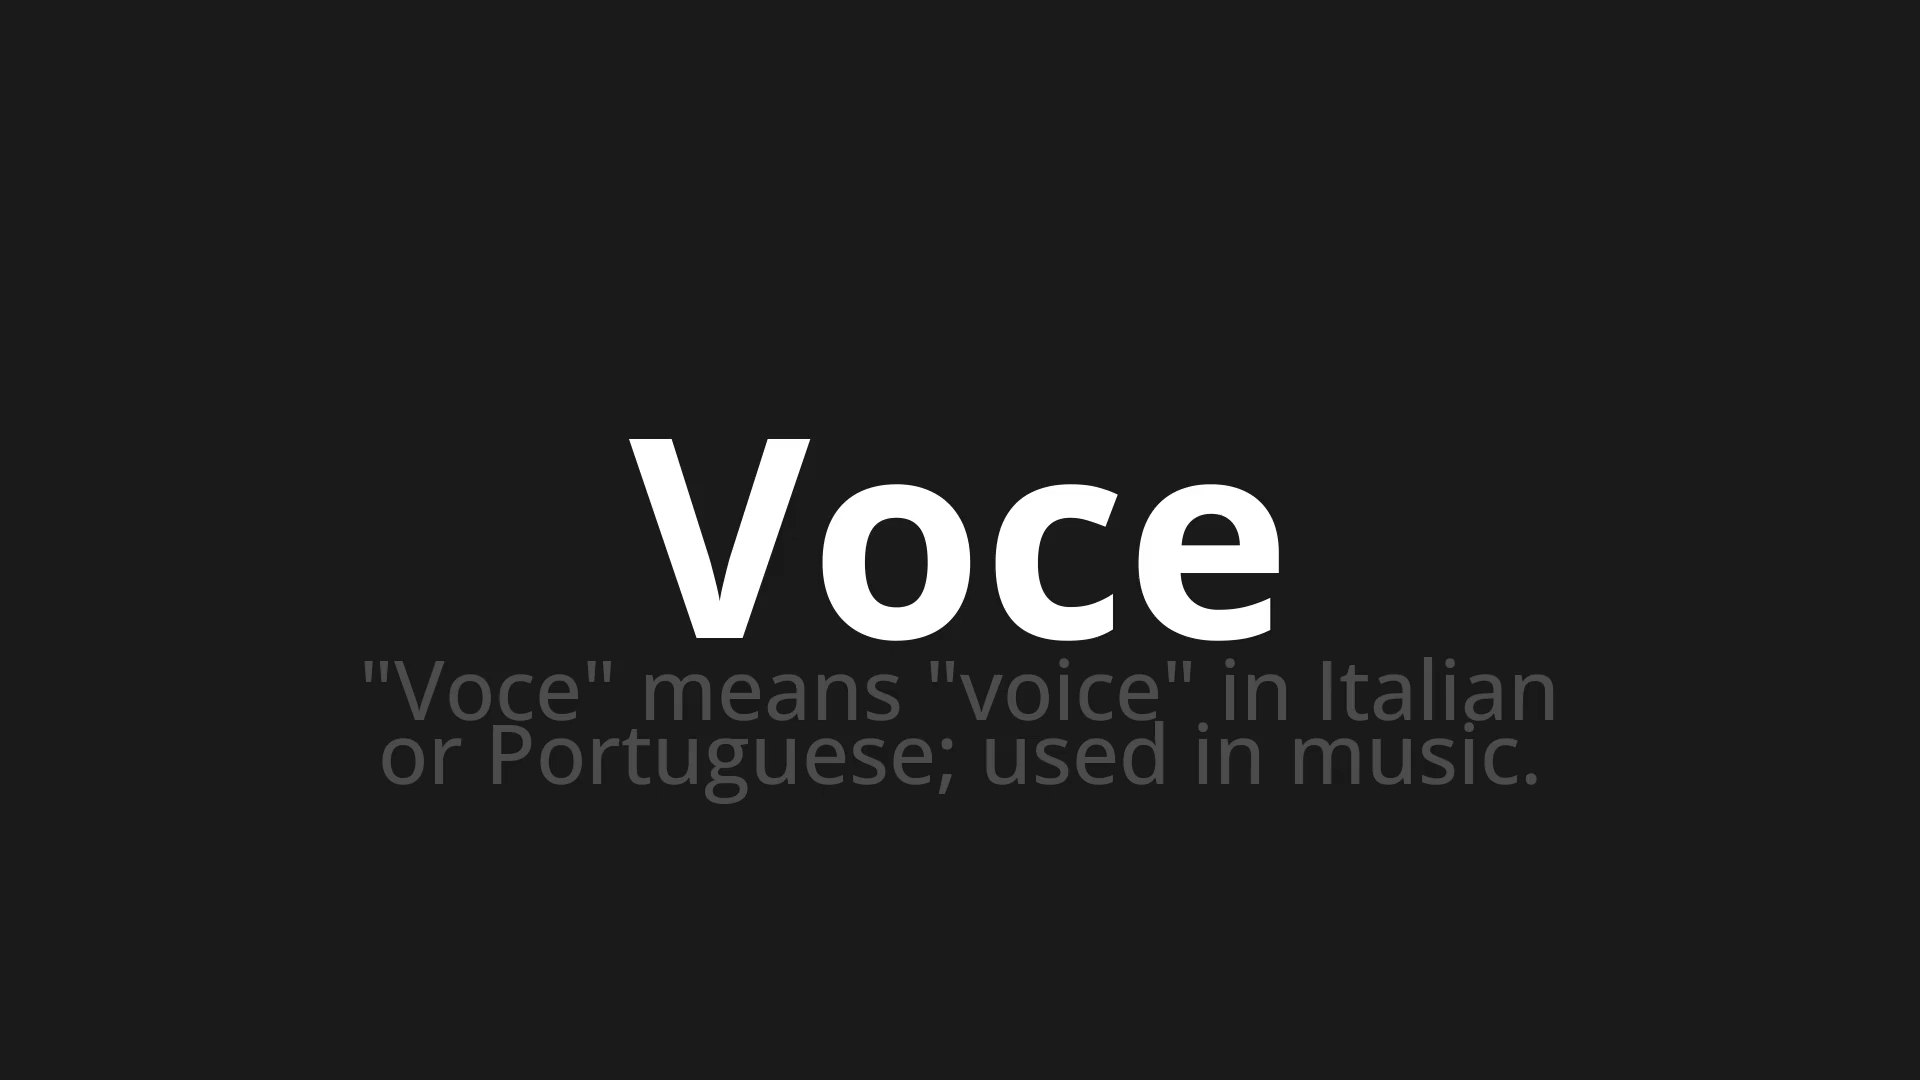 Voce
"Voce" means "voice" in Italian
or Portuguese; used in music.